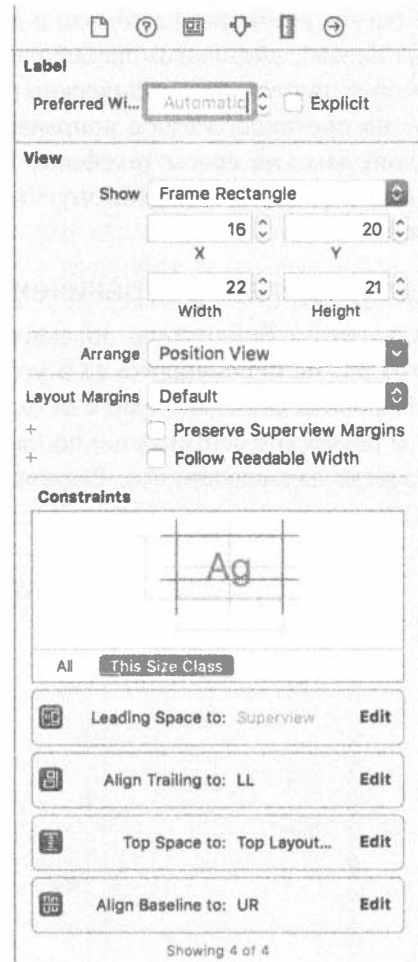 Label
Preferred Wi... Automatic Explicit
View
Show Frame Rectangle
16 20
X Y
22 21
Width Height
Arrange Position View
Layout Margins Default
+ Preserve Superview Margins
+ Follow Readable Width
Constraints
Ag
All This Size Class
Leading Space to: Superview Edit
Align Trailing to: LL Edit
Top Space to: Top Layout... Edit
Align Baseline to: UR Edit
Showing 4 of 4